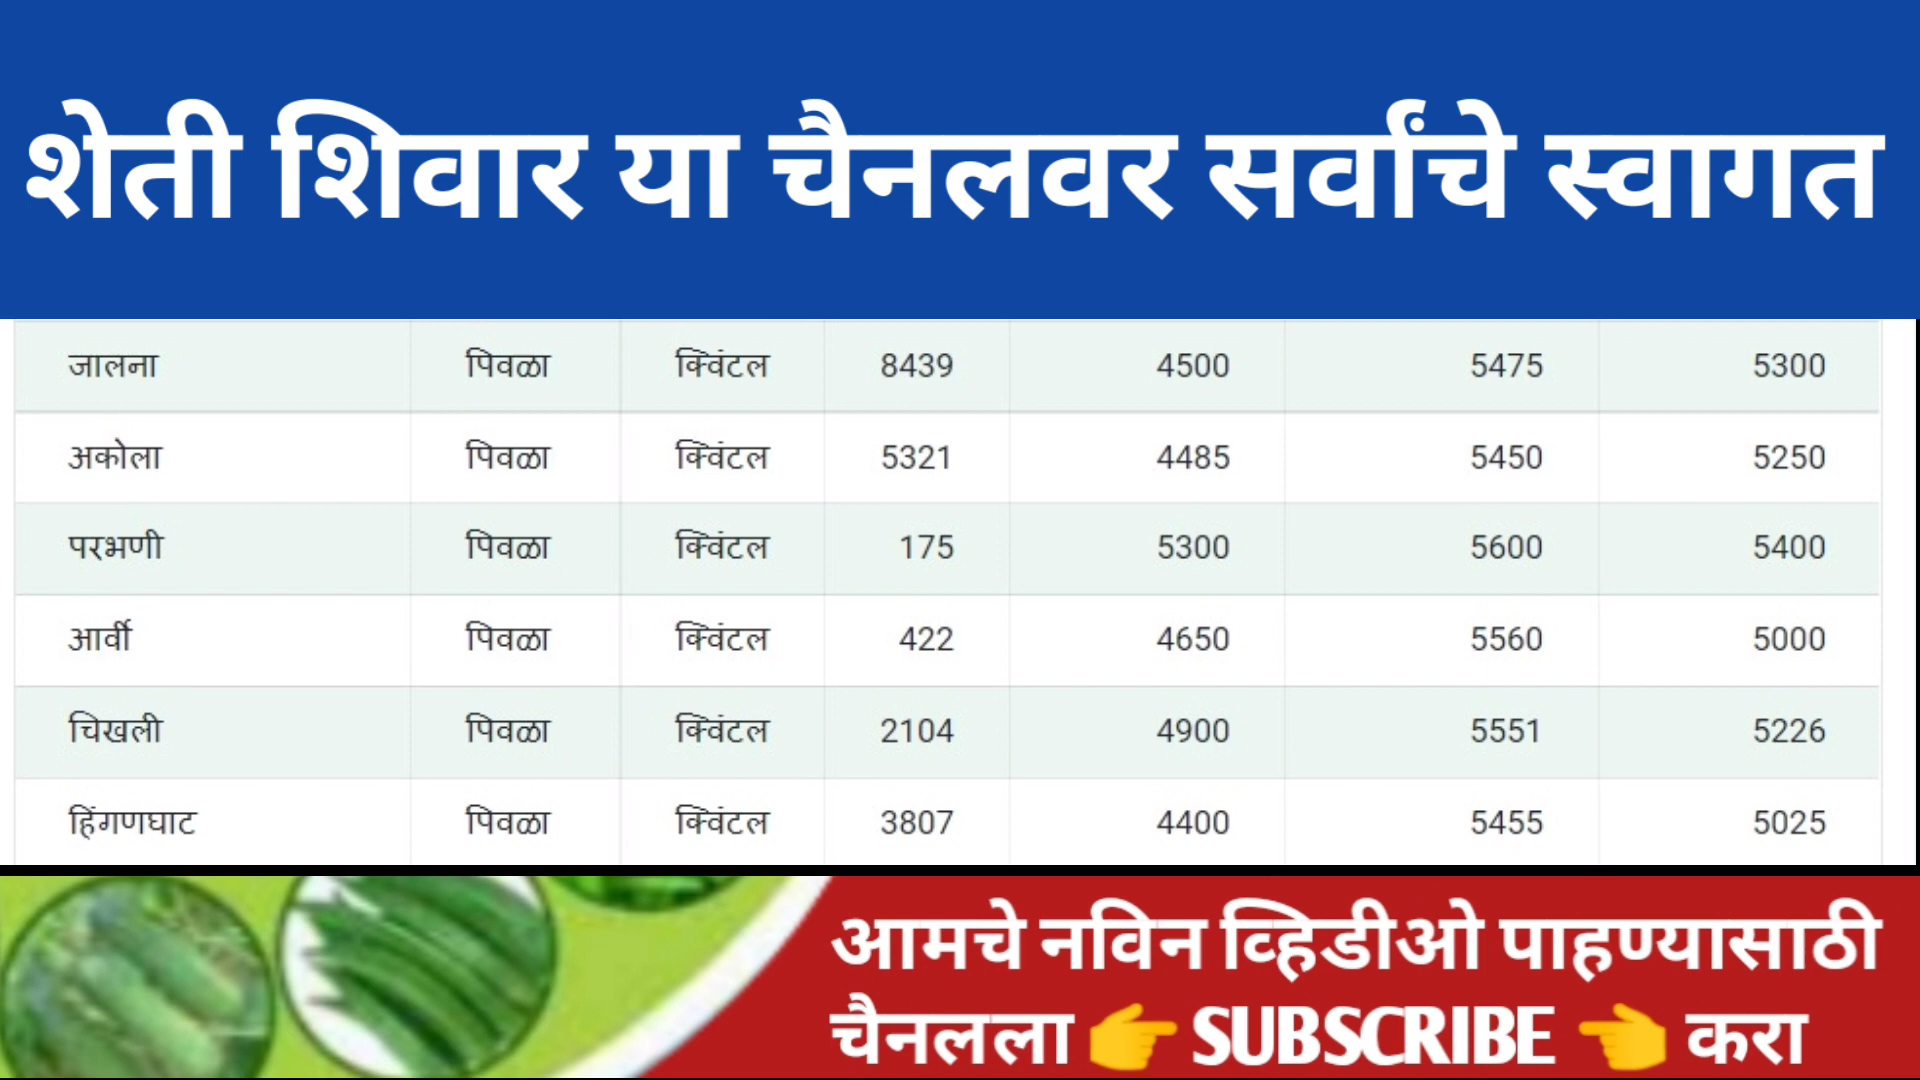 शेती शिवार या चैनलवर सर्वांचे स्वागत
जालना पिवळा क्विंटल 8439 4500 5475 5300
अकोला पिवळा क्विंटल 5321 4485 5450 5250
परभणी पिवळा क्विंटल 175 5300 5600 5400
आर्वी पिवळा क्विंटल 422 4650 5560 5000
चिखली पिवळा क्विंटल 2104 4900 5551 5226
हिंगणघाट पिवळा क्विंटल 3807 4400 5455 5025
आमचे नविन व्हिडीओ पाहण्यासाठी
चैनलला 👉 SUBSCRIBE 👈 करा